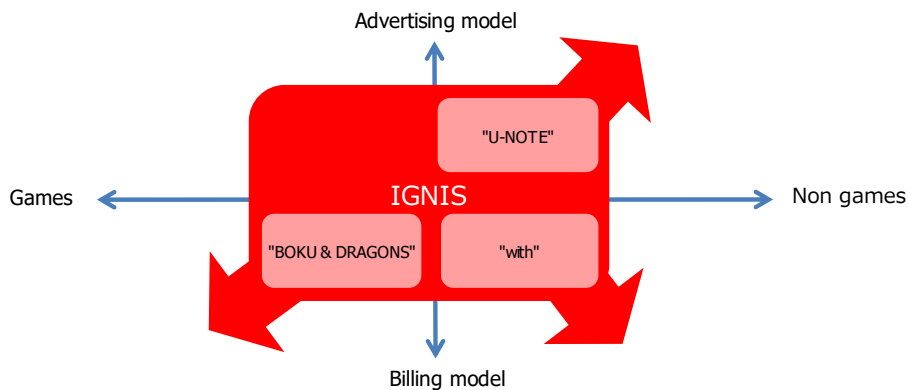 Advertising model
"U-NOTE"
Games
IGNIS
Non games
"BOKU & DRAGONS"
"with"
Billing model